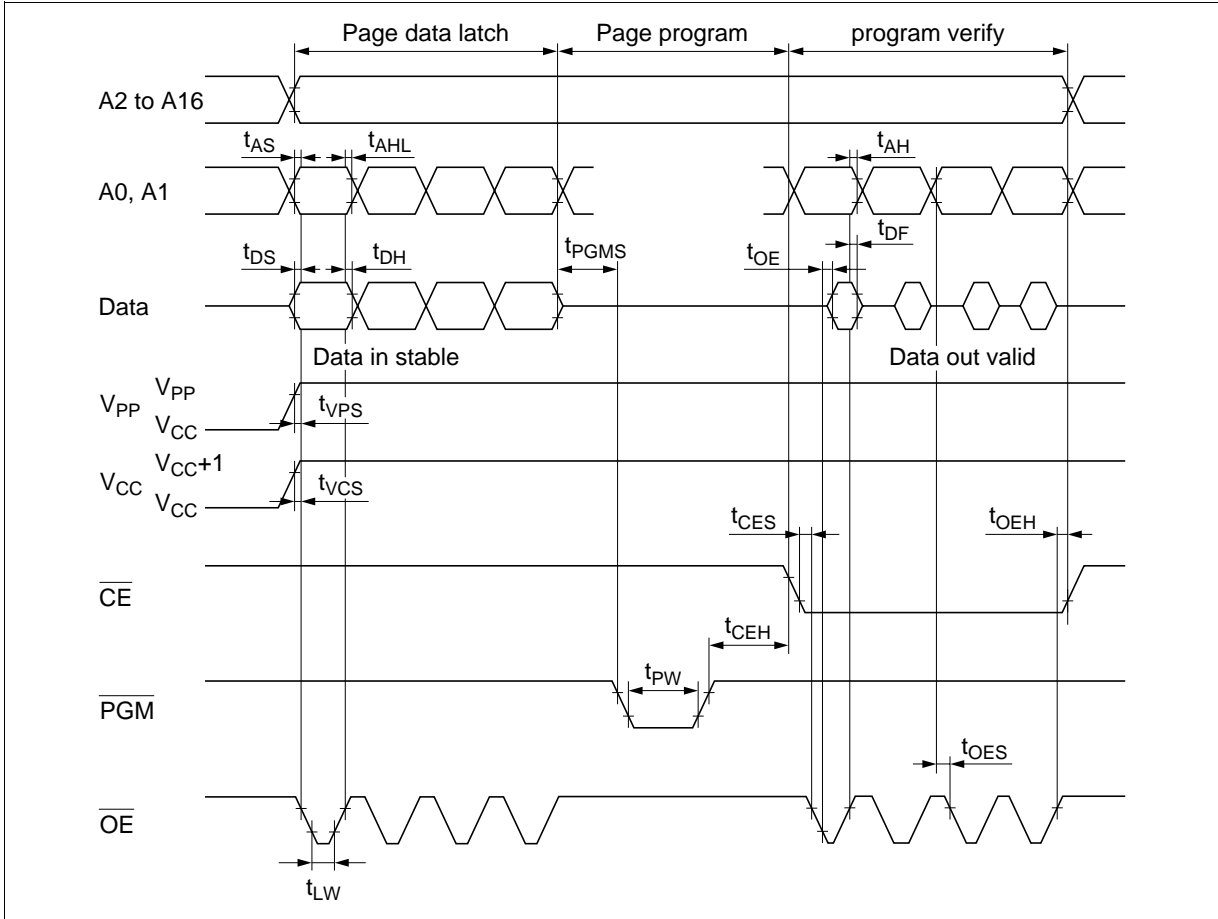 Page data latch Page program program verify
A2 to A16
tAS tAHL tAH
A0, A1
tDS tDH tPGMS tOE tDF
Data
Data in stable Data out valid
VPP VPP
tVPS
VCC
VCC VCC+1
tVCS
VCC
tCES tOEH
CE
tCEH
tPW
PGM
tOES
OE
tLW